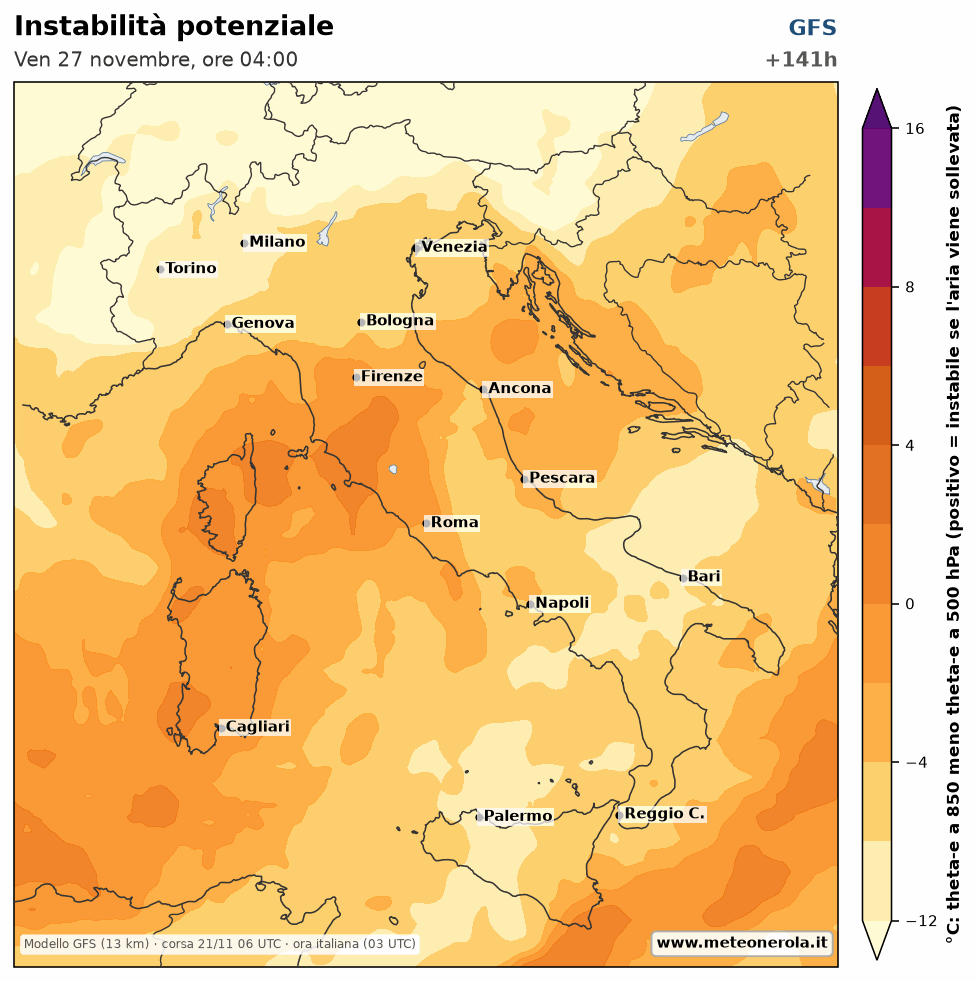 Instabilità potenziale
GFS
Ven 27 novembre, ore 04:00
+141h
Milano
Venezia
Torino
Genova
Bologna
Firenze
Ancona
Pescara
Roma
Bari
Napoli
Cagliari
Palermo
Reggio C.
Modello GFS (13 km) · corsa 21/11 06 UTC · ora italiana (03 UTC)
www.meteonerola.it
16
8
4
0
−4
−12
°C: theta-e a 850 meno theta-e a 500 hPa (positivo = instabile se l'aria viene sollevata)